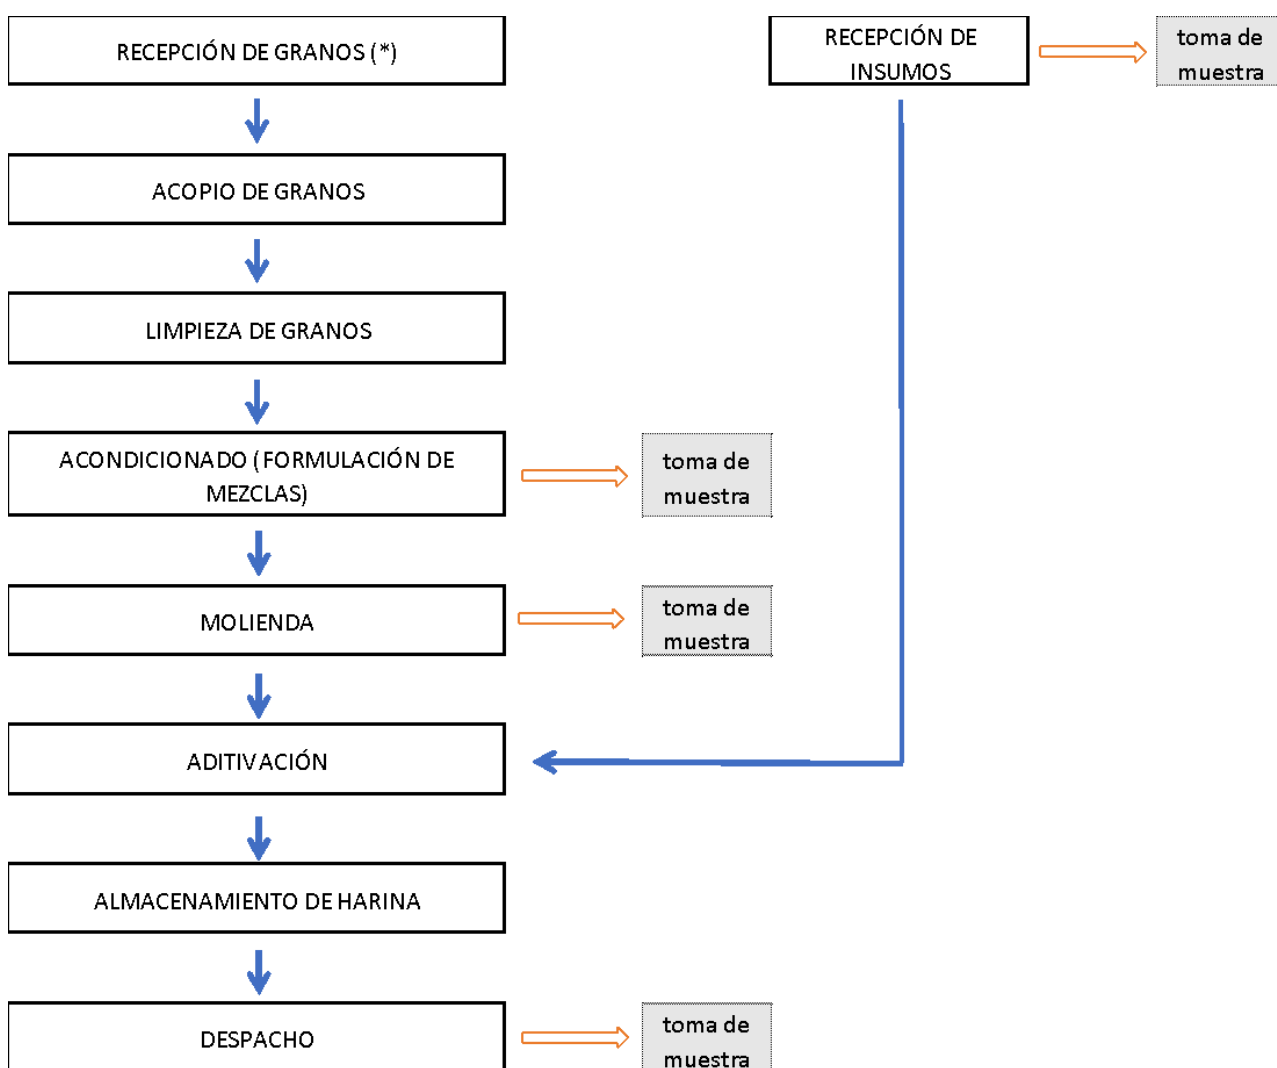 RECEPCIÓN DE GRANOS (*)
RECEPCIÓN DE
INSUMOS
toma de
muestra
ACOPIO DE GRANOS
LIMPIEZA DE GRANOS
ACONDICIONADO (FORMULACIÓN DE
MEZCLAS)
toma de
muestra
MOLIENDA
toma de
muestra
ADITIVACIÓN
ALMACENAMIENTO DE HARINA
DESPACHO
toma de
muestra